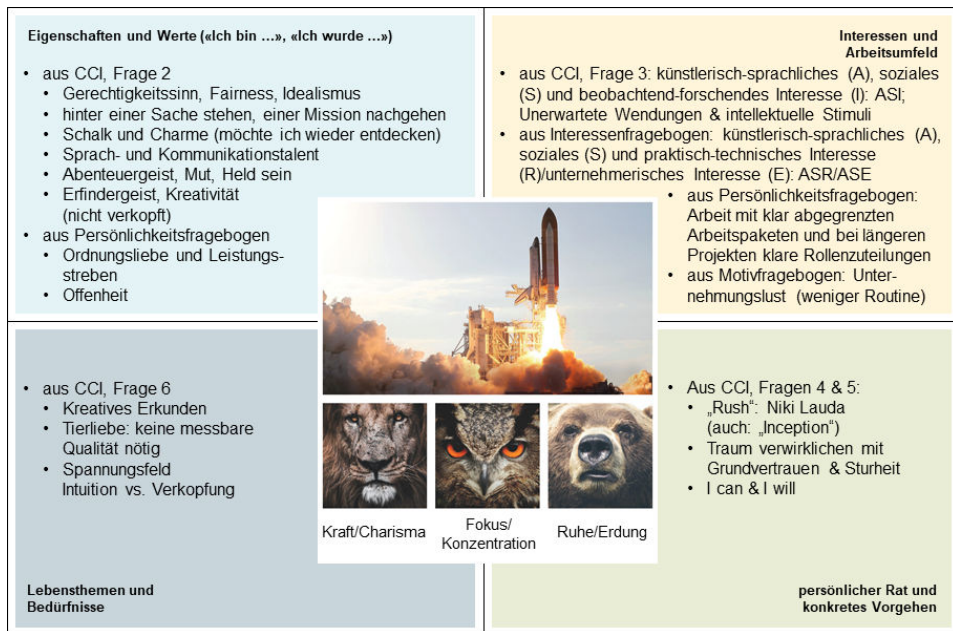 Eigenschaften und Werte («Ich bin …», «Ich wurde …»)
• aus CCI, Frage 2
• Gerechtigkeitssinn, Fairness, Idealismus
• hinter einer Sache stehen, einer Mission nachgehen
• Schalk und Charme (möchte ich wieder entdecken)
• Sprach- und Kommunikationstalent
• Abenteuergeist, Mut, Held sein
• Erfindergeist, Kreativität
(nicht verkopft)
• aus Persönlichkeitsfragebogen
• Ordnungsliebe und Leistungs-
streben
• Offenheit
Interessen und
Arbeitsumfeld
• aus CCI, Frage 3: künstlerisch-sprachliches (A), soziales
(S) und beobachtend-forschendes Interesse (I): ASI;
Unerwartete Wendungen & intellektuelle Stimuli
• aus Interessenfragebogen: künstlerisch-sprachliches (A),
soziales (S) und praktisch-technisches Interesse
(R)/unternehmerisches Interesse (E): ASR/ASE
• aus Persönlichkeitsfragebogen:
Arbeit mit klar abgegrenzten
Arbeitspaketen und bei längeren
Projekten klare Rollenzuteilungen
• aus Motivfragebogen: Unter-
nehmungslust (weniger Routine)
• aus CCI, Frage 6
• Kreatives Erkunden
• Tierliebe: keine messbare
Qualität nötig
• Spannungsfeld
Intuition vs. Verkopfung
Lebensthemen und
Bedürfnisse
Kraft/Charisma
Fokus/
Konzentration
Ruhe/Erdung
• Aus CCI, Fragen 4 & 5:
• „Rush“: Niki Lauda
(auch: „Inception“)
• Traum verwirklichen mit
Grundvertrauen & Sturheit
• I can & I will
persönlicher Rat und
konkretes Vorgehen